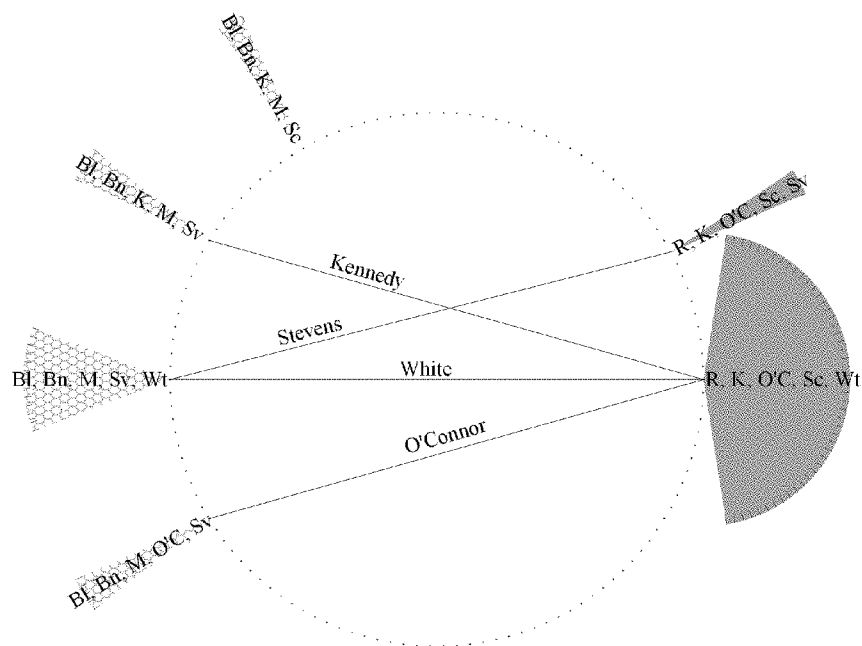 Bl, Bn, K, M, Sc
Bl, Bn, K, M, Sv
R, K, O'C, Sc, Sv
Kennedy
Stevens
Bl, Bn, M, Sv, Wt
White
R, K, O'C, Sc, Wt
O'Connor
Bl, Bn, M, O'C, Sv